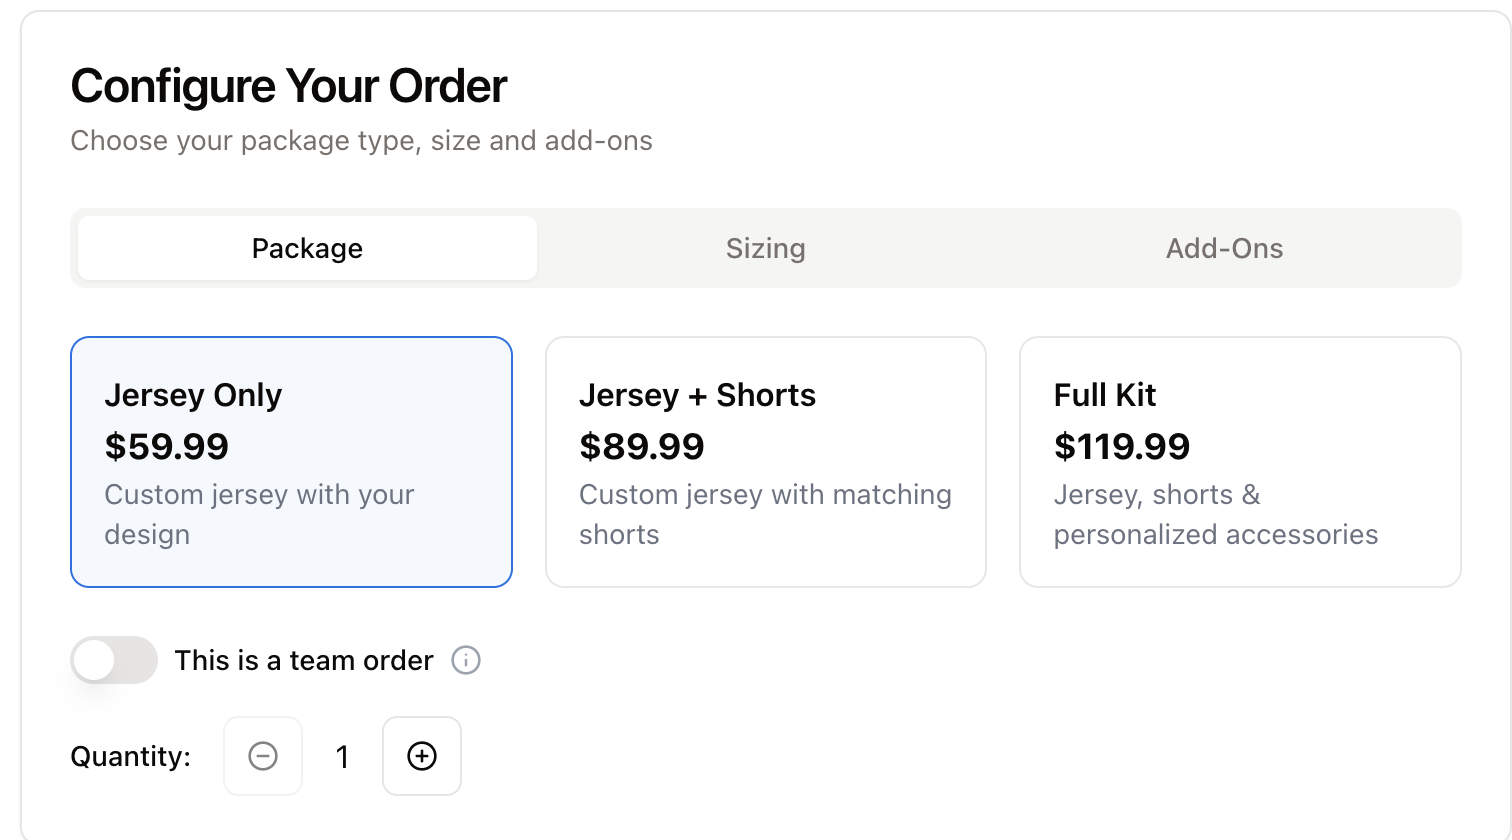 Configure Your Order
Choose your package type, size and add-ons
Package
Sizing
Add-Ons
Jersey Only
$59.99
Custom jersey with your
design
Jersey + Shorts
$89.99
Custom jersey with matching
shorts
Full Kit
$119.99
Jersey, shorts &
personalized accessories
This is a team order
Quantity:
1